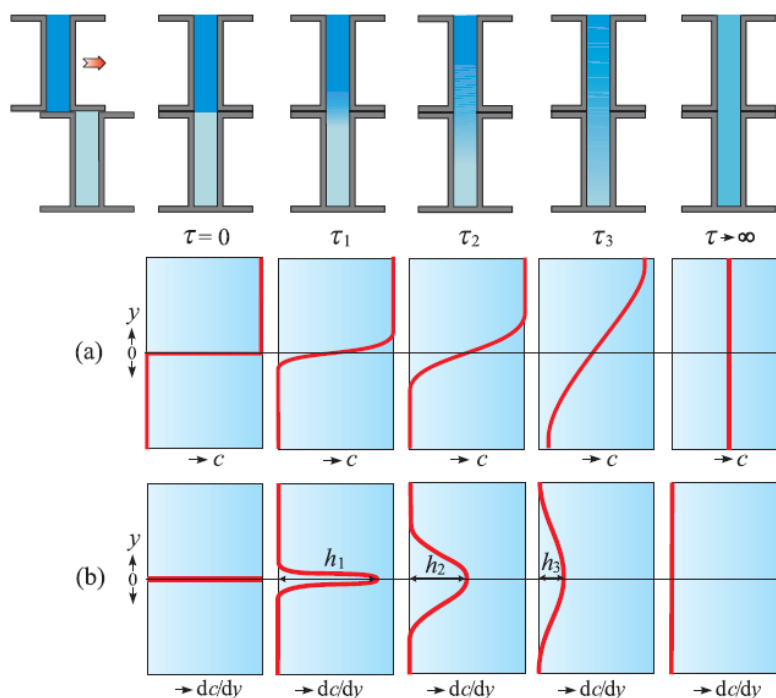 τ = 0 τ₁ τ₂ τ₃ τ → ∞
(a) y 0
→ c → c → c → c → c
(b) y 0 h₁ h₂ h₃
→ dc/dy → dc/dy → dc/dy → dc/dy → dc/dy